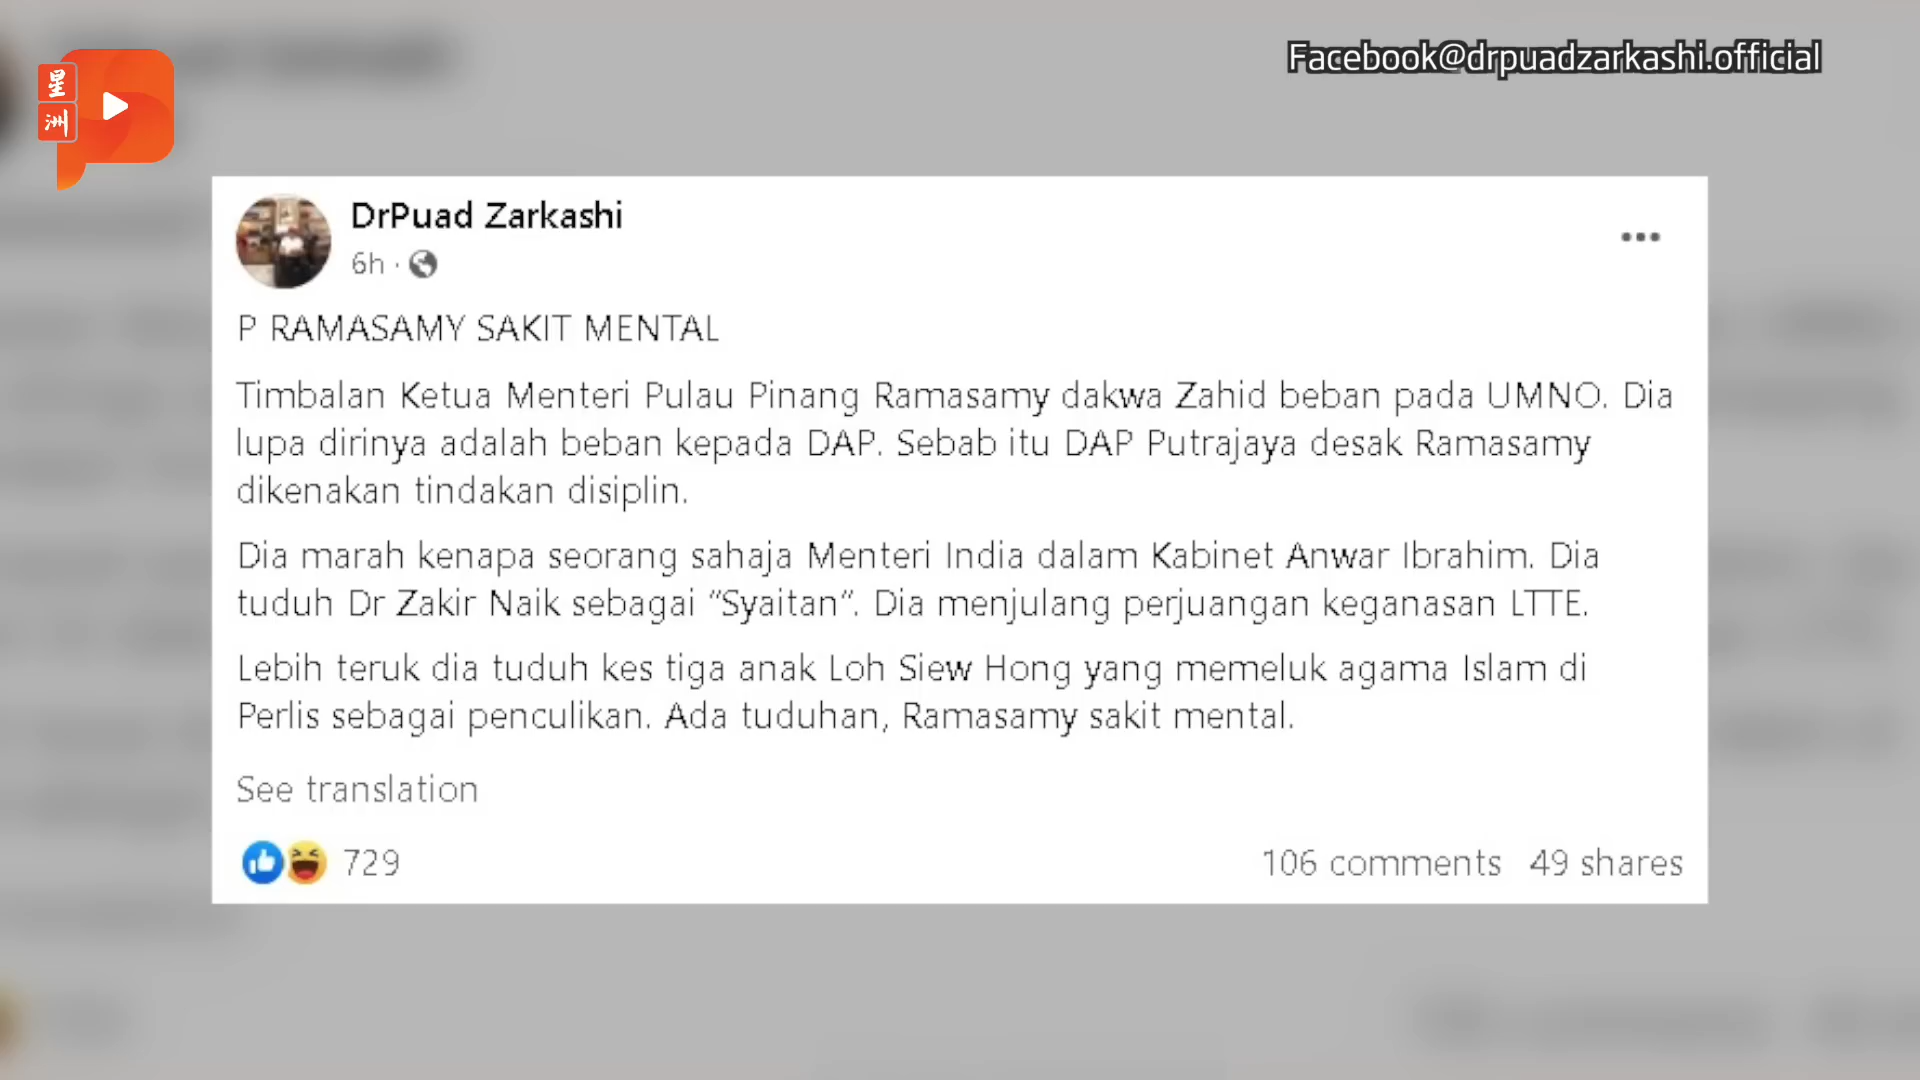 星洲
Facebook@drpuadzarkashi.official
DrPuad Zarkashi
6h ·
P RAMASAMY SAKIT MENTAL
Timbalan Ketua Menteri Pulau Pinang Ramasamy dakwa Zahid beban pada UMNO. Dia
lupa dirinya adalah beban kepada DAP. Sebab itu DAP Putrajaya desak Ramasamy
dikenakan tindakan disiplin.
Dia marah kenapa seorang sahaja Menteri India dalam Kabinet Anwar Ibrahim. Dia
tuduh Dr Zakir Naik sebagai “Syaitan”. Dia menjulang perjuangan keganasan LTTE.
Lebih teruk dia tuduh kes tiga anak Loh Siew Hong yang memeluk agama Islam di
Perlis sebagai penculikan. Ada tuduhan, Ramasamy sakit mental.
See translation
729
106 comments 49 shares